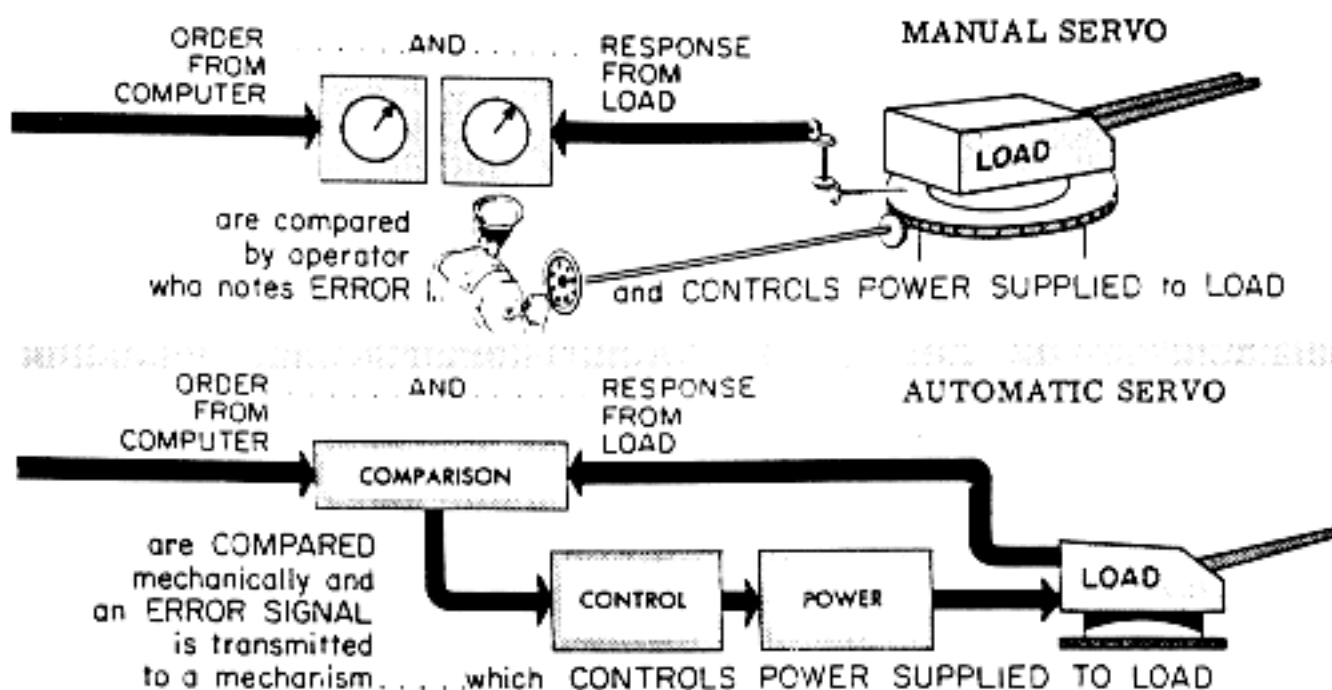 MANUAL SERVO
ORDER ...... AND ...... RESPONSE
FROM FROM
COMPUTER LOAD
LOAD
are compared
by operator
who notes ERROR
and CONTROLS POWER SUPPLIED to LOAD
AUTOMATIC SERVO
ORDER ...... AND ...... RESPONSE
FROM FROM
COMPUTER LOAD
COMPARISON
are COMPARED
mechanically and
an ERROR SIGNAL
is transmitted
to a mechanism..... which CONTROLS POWER SUPPLIED TO LOAD
CONTROL
POWER
LOAD